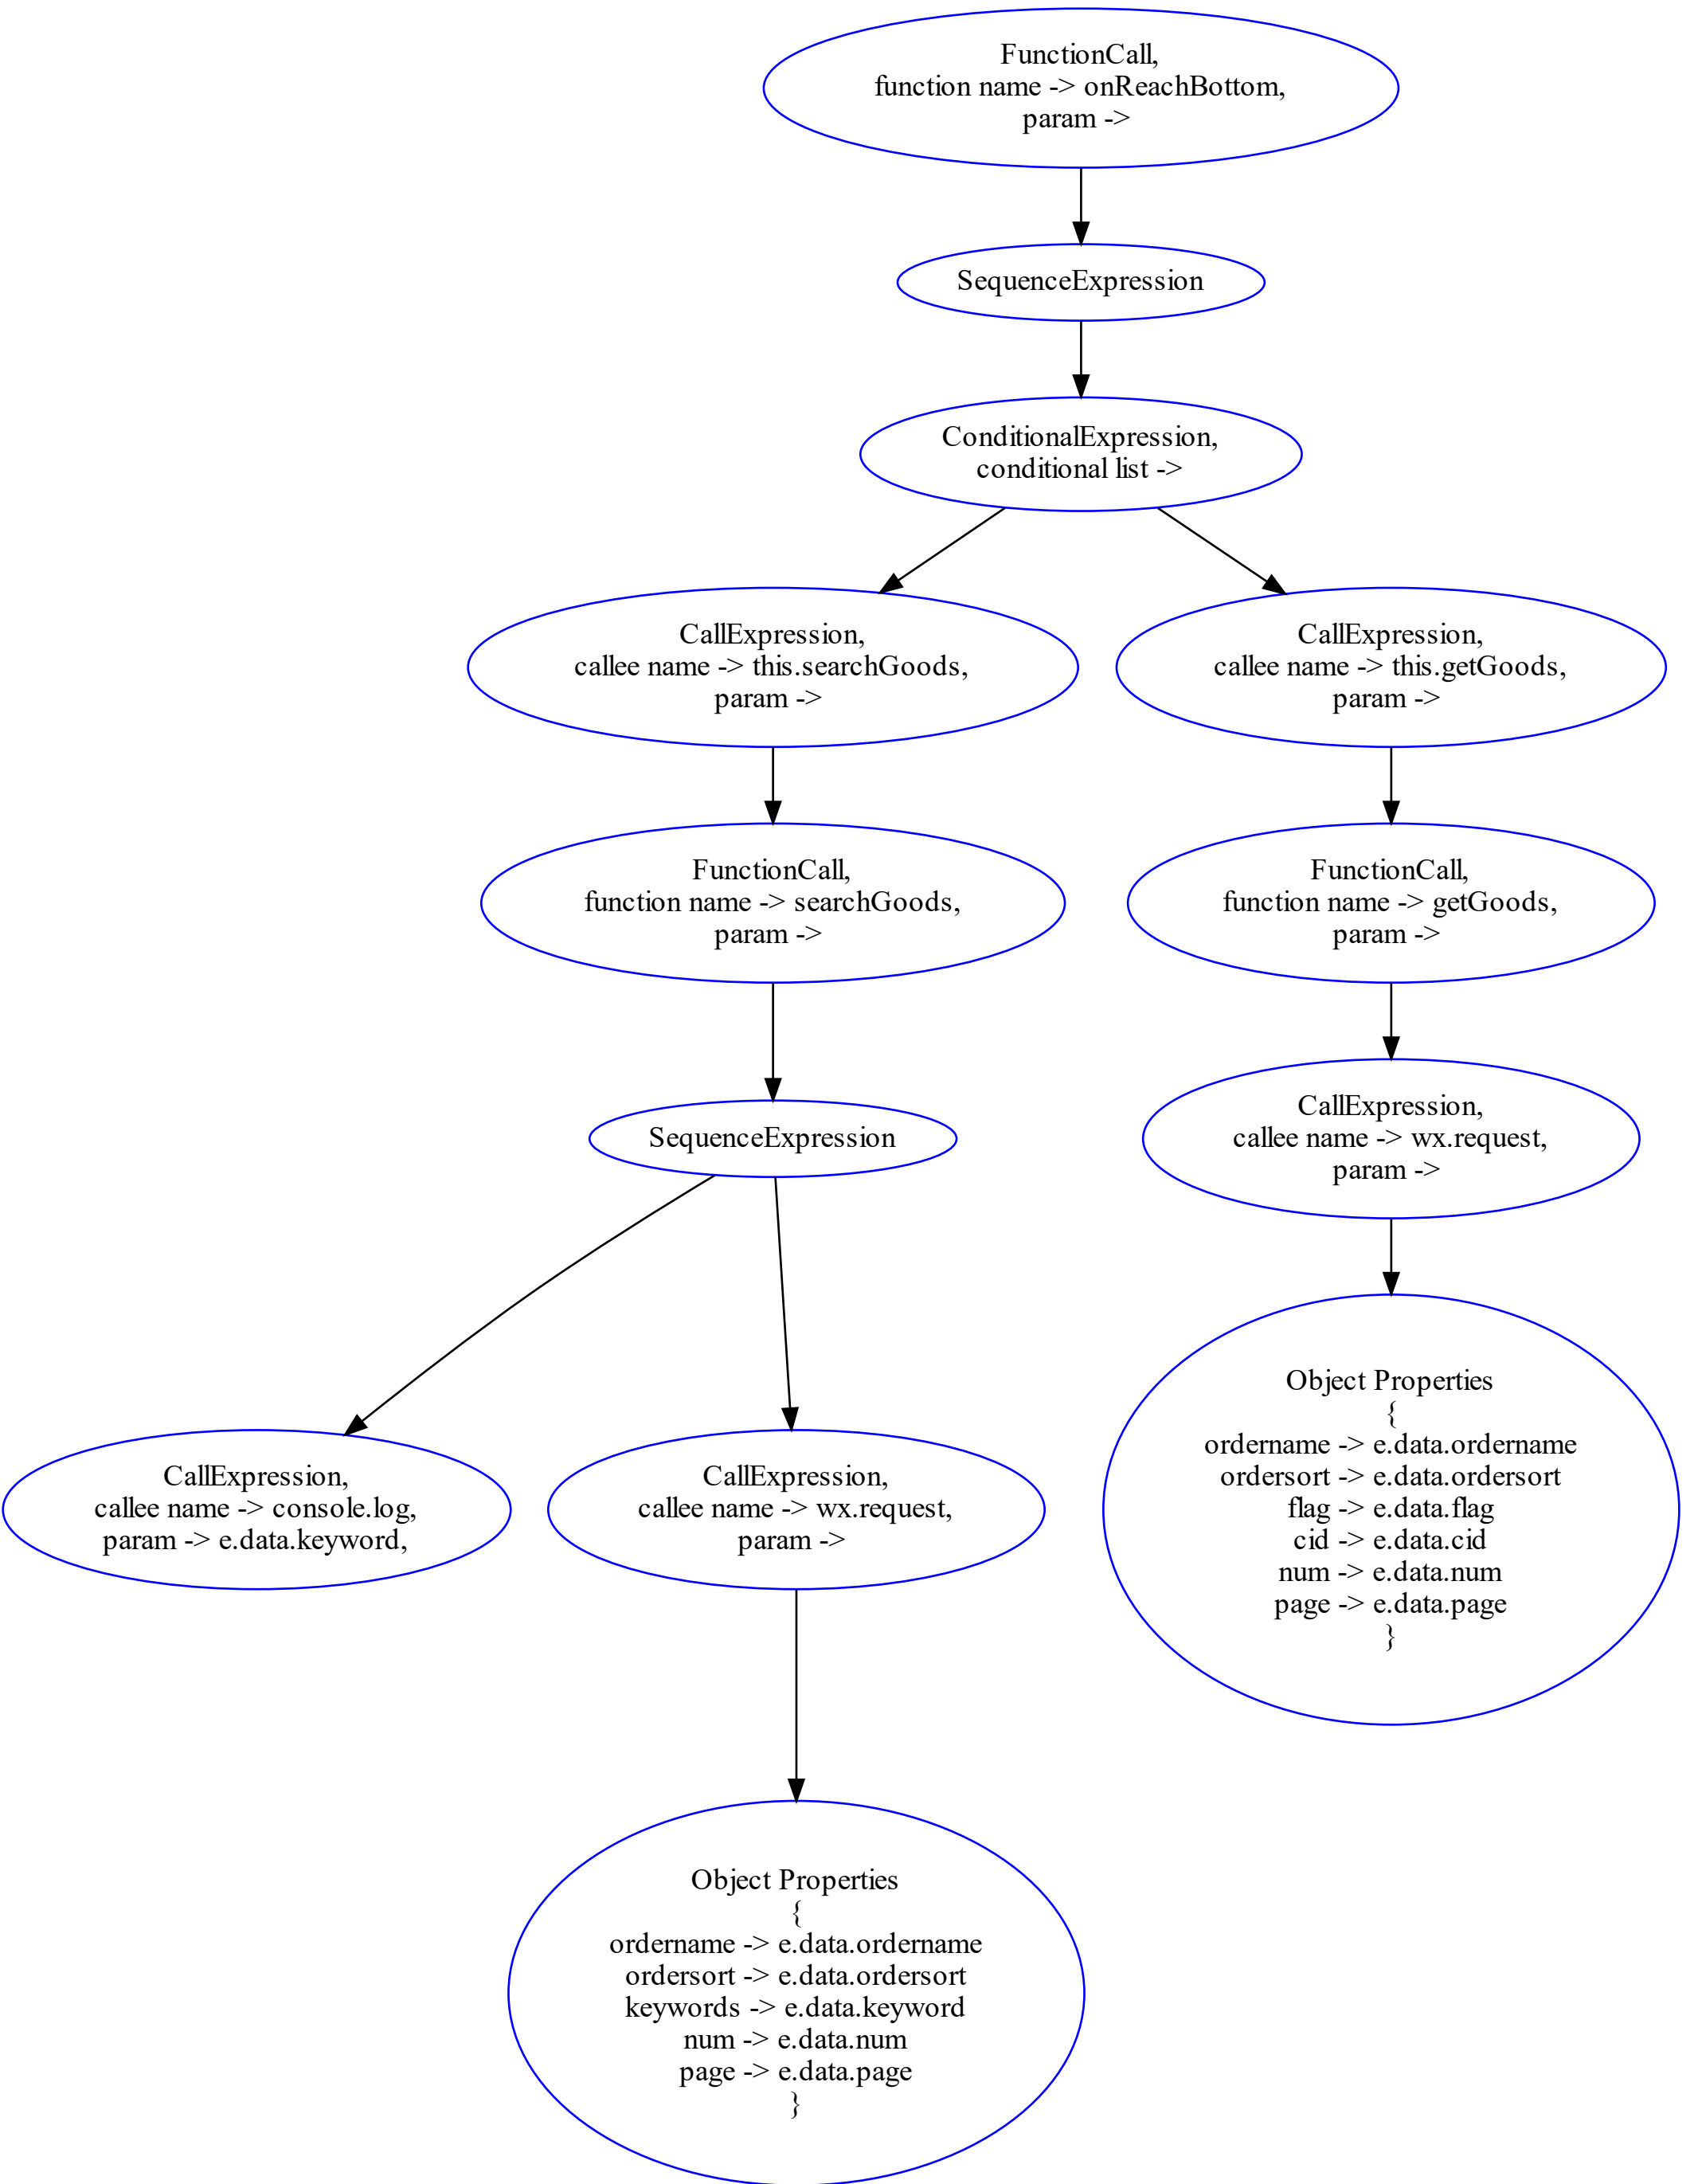 FunctionCall,
function name -> onReachBottom,
param ->
SequenceExpression
ConditionalExpression,
conditional list ->
CallExpression,
callee name -> this.searchGoods,
param ->
CallExpression,
callee name -> this.getGoods,
param ->
FunctionCall,
function name -> searchGoods,
param ->
FunctionCall,
function name -> getGoods,
param ->
SequenceExpression
CallExpression,
callee name -> wx.request,
param ->
CallExpression,
callee name -> console.log,
param -> e.data.keyword,
CallExpression,
callee name -> wx.request,
param ->
Object Properties
{
ordername -> e.data.ordername
ordersort -> e.data.ordersort
flag -> e.data.flag
cid -> e.data.cid
num -> e.data.num
page -> e.data.page
}
Object Properties
{
ordername -> e.data.ordername
ordersort -> e.data.ordersort
keywords -> e.data.keyword
num -> e.data.num
page -> e.data.page
}